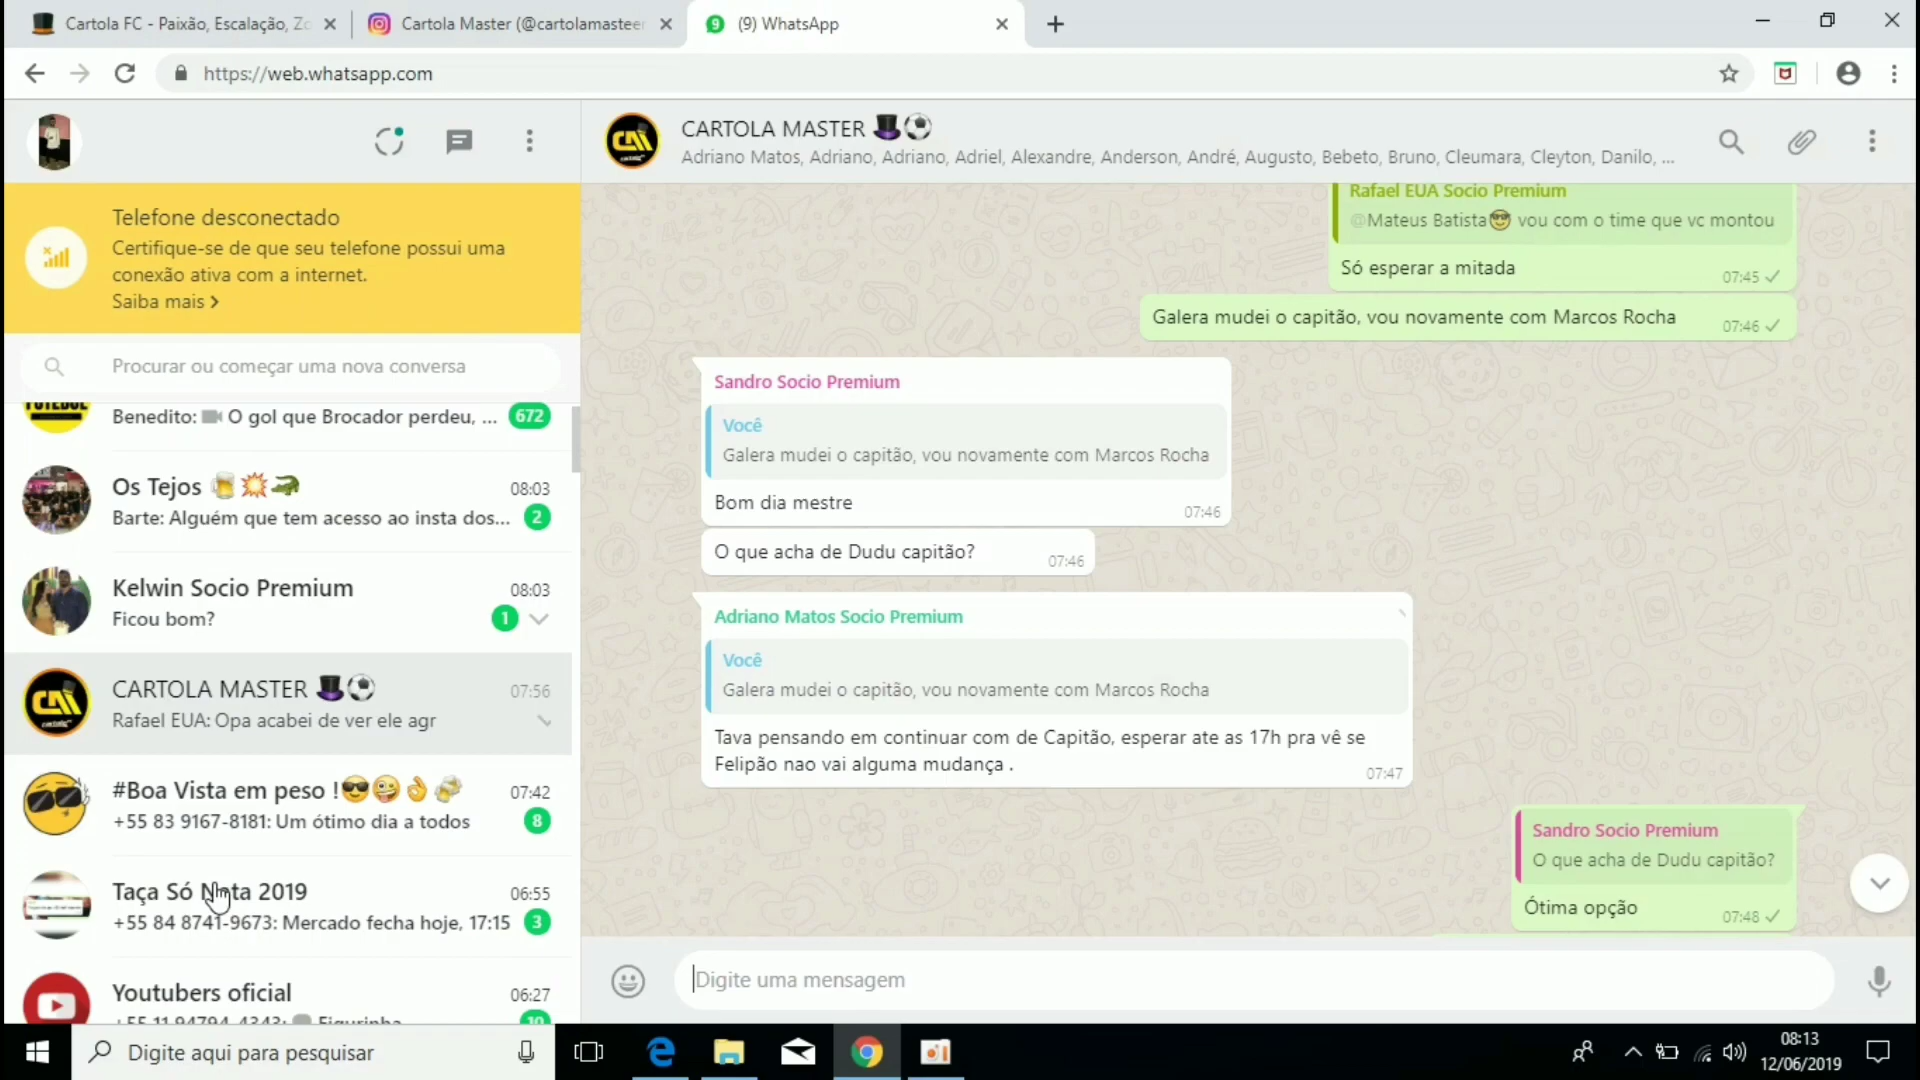 Cartola FC - Paixão, Escalação, Zo
Cartola Master (@cartolamasteer
(9) WhatsApp
https://web.whatsapp.com
CARTOLA MASTER
Adriano Matos, Adriano, Adriano, Adriel, Alexandre, Anderson, André, Augusto, Bebeto, Bruno, Cleumara, Cleyton, Danilo, ...
Telefone desconectado
Certifique-se de que seu telefone possui uma
conexão ativa com a internet.
Saiba mais >
Procurar ou começar uma nova conversa
FUTEBOL
Benedito: O gol que Brocador perdeu, ... 672
Os Tejos 08:03
Barte: Alguém que tem acesso ao insta dos... 2
Kelwin Socio Premium 08:03
Ficou bom? 1
CARTOLA MASTER 07:56
Rafael EUA: Opa acabei de ver ele agr
#Boa Vista em peso ! 07:42
+55 83 9167-8181: Um ótimo dia a todos 8
Taça Só Nata 2019 06:55
+55 84 8741-9673: Mercado fecha hoje, 17:15 3
Youtubers oficial 06:27
+55 11 94794-4343: Figurinha 10
Rafael EUA Socio Premium
@Mateus Batista vou com o time que vc montou
Só esperar a mitada 07:45
Galera mudei o capitão, vou novamente com Marcos Rocha 07:46
Sandro Socio Premium
Você
Galera mudei o capitão, vou novamente com Marcos Rocha
Bom dia mestre 07:46
O que acha de Dudu capitão? 07:46
Adriano Matos Socio Premium
Você
Galera mudei o capitão, vou novamente com Marcos Rocha
Tava pensando em continuar com de Capitão, esperar ate as 17h pra vê se
Felipão nao vai alguma mudança .
07:47
Sandro Socio Premium
O que acha de Dudu capitão?
Ótima opção 07:48
Digite uma mensagem
Digite aqui para pesquisar
08:13
12/06/2019